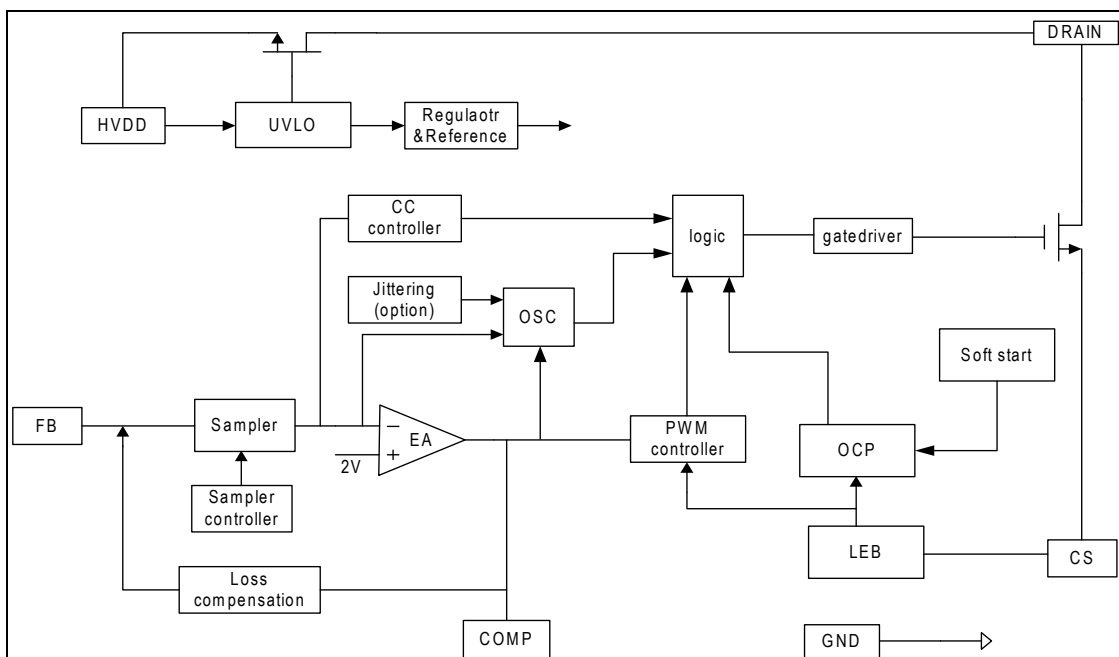 DRAIN
HVDD
UVLO
Regulaotr
&Reference
CC
controller
logic
gatedriver
Jittering
(option)
OSC
Soft start
FB
Sampler
−
EA
+
2V
PWM
controller
OCP
Sampler
controller
LEB
CS
Loss
compensation
COMP
GND